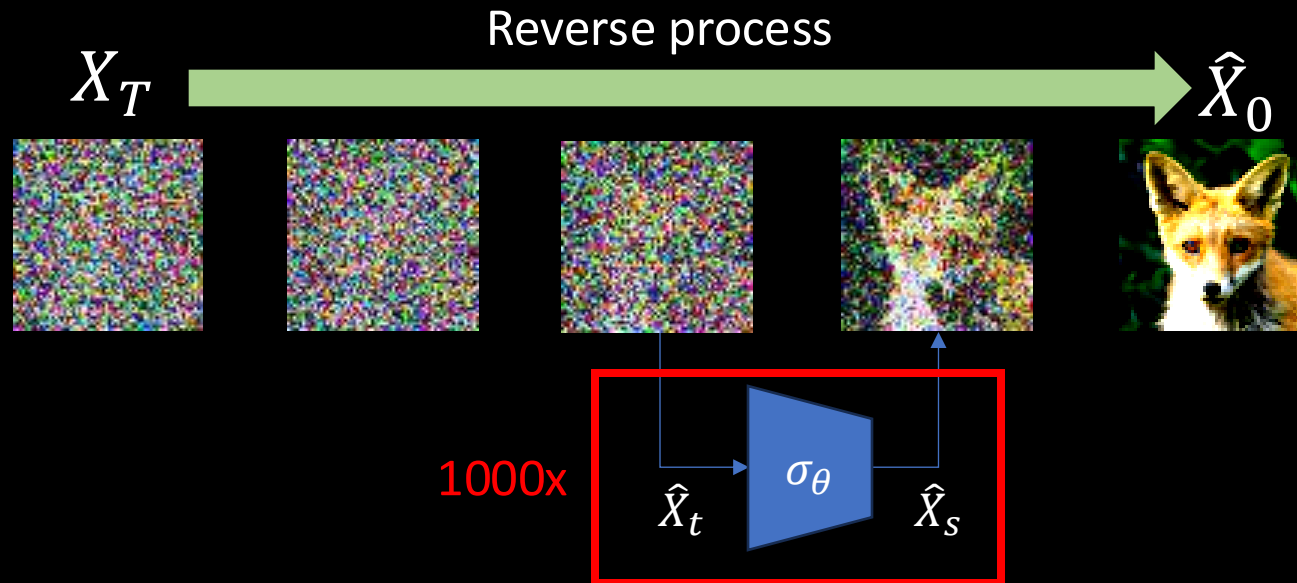 Reverse process
X_T
X̂_0
1000x
σ_θ
X̂_t
X̂_s